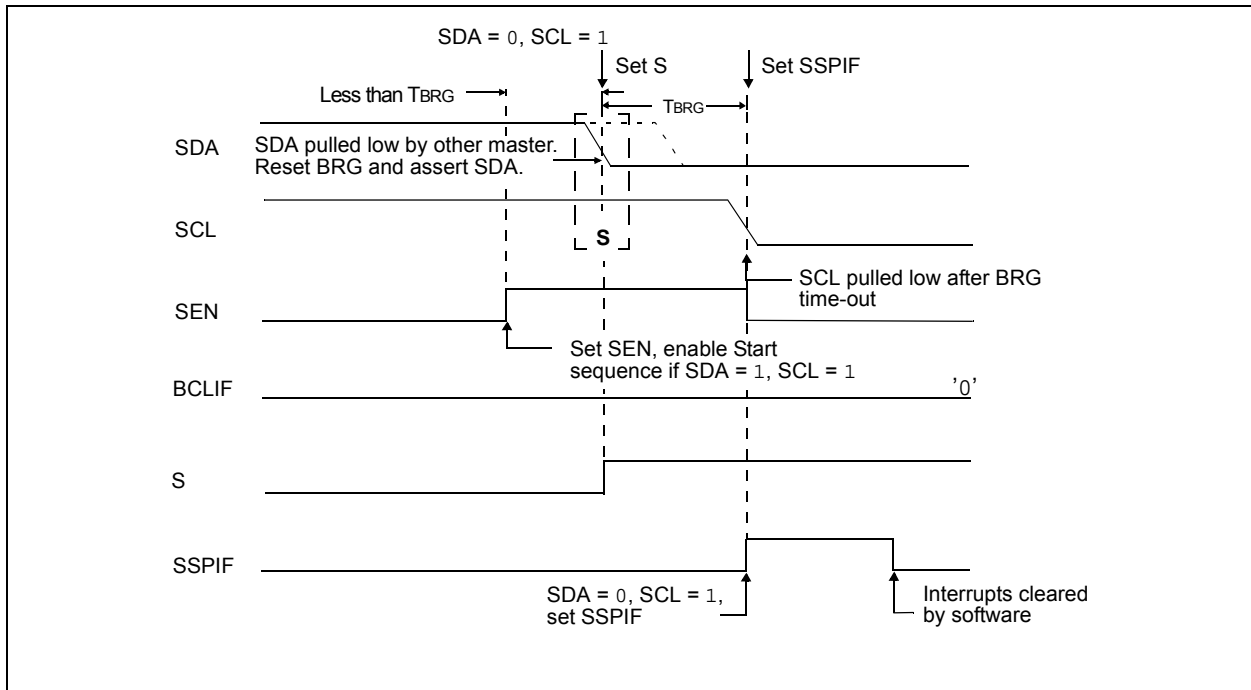 SDA = 0, SCL = 1
Set S
Set SSPIF
Less than TBRG
TBRG
SDA
SDA pulled low by other master.
Reset BRG and assert SDA.
SCL
S
SCL pulled low after BRG
time-out
SEN
Set SEN, enable Start
sequence if SDA = 1, SCL = 1
BCLIF
'0'
S
SSPIF
SDA = 0, SCL = 1,
set SSPIF
Interrupts cleared
by software